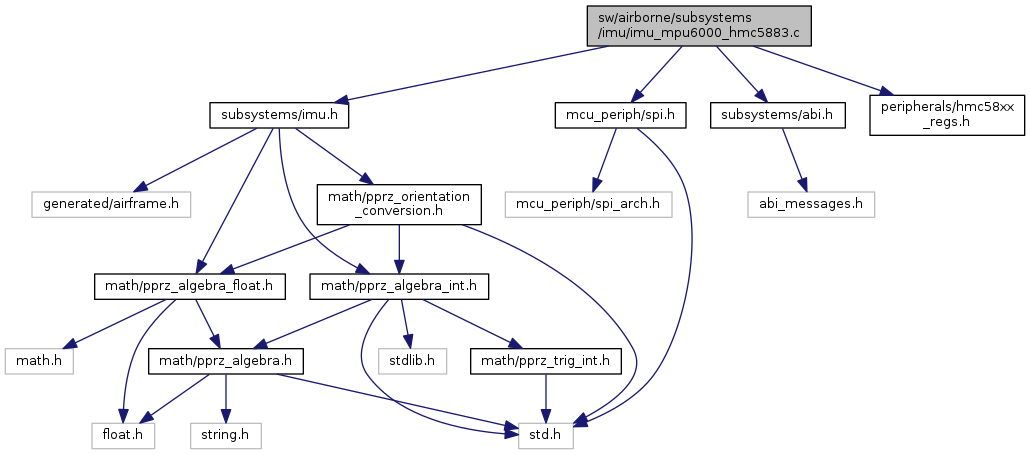 sw/airborne/subsystems
/imu/imu_mpu6000_hmc5883.c
subsystems/imu.h
mcu_periph/spi.h
subsystems/abi.h
peripherals/hmc58xx
_regs.h
generated/airframe.h
math/pprz_orientation
_conversion.h
mcu_periph/spi_arch.h
abi_messages.h
math/pprz_algebra_float.h
math/pprz_algebra_int.h
math.h
math/pprz_algebra.h
stdlib.h
math/pprz_trig_int.h
float.h
string.h
std.h